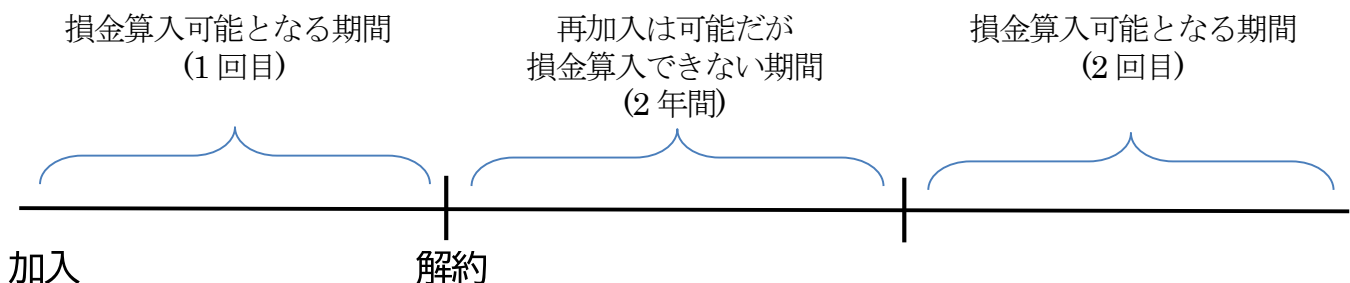 損金算入可能となる期間
(1 回目)
再加入は可能だが
損金算入できない期間
(2 年間)
損金算入可能となる期間
(2 回目)
加入
解約